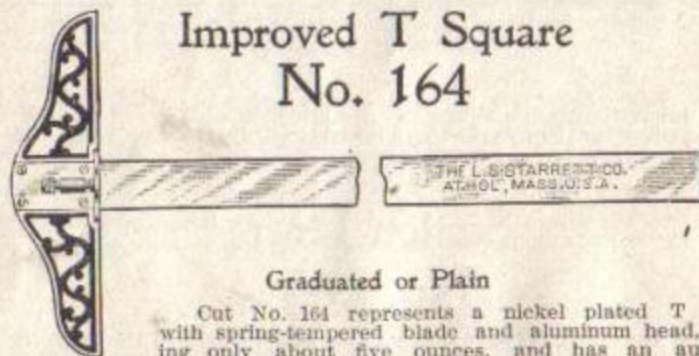 Improved T Square
No. 164
THE L.S. STARRETT CO.
ATHOL, MASS. U.S.A.
Graduated or Plain
Cut No. 164 represents a nickel plated T
with spring-tempered blade and aluminum head,
ing only about five ounces, and has an au